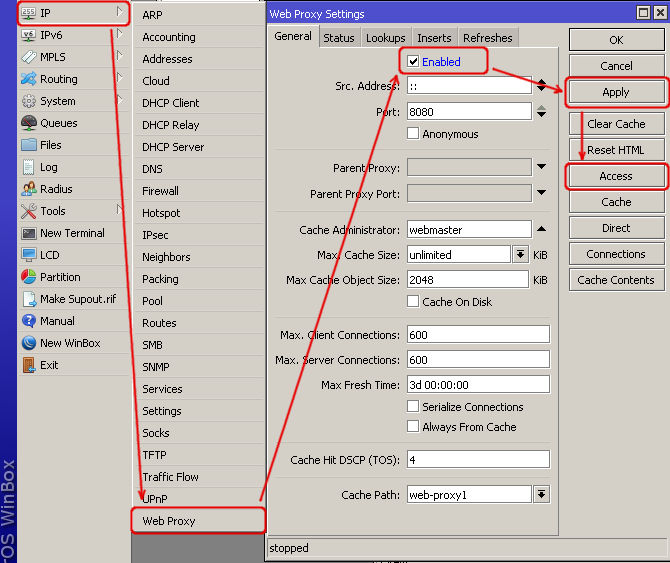 IP
IPv6
MPLS
Routing
System
Queues
Files
Log
Radius
Tools
New Terminal
LCD
Partition
Make Supout.rif
Manual
New WinBox
Exit
rOS WinBox
ARP
Accounting
Addresses
Cloud
DHCP Client
DHCP Relay
DHCP Server
DNS
Firewall
Hotspot
IPsec
Neighbors
Packing
Pool
Routes
SMB
SNMP
Services
Settings
Socks
TFTP
Traffic Flow
UPnP
Web Proxy
Web Proxy Settings
General Status Lookups Inserts Refreshes
Enabled
Src. Address: ::
Port: 8080
Anonymous
Parent Proxy:
Parent Proxy Port:
Cache Administrator: webmaster
Max. Cache Size: unlimited KiB
Max Cache Object Size: 2048 KiB
Cache On Disk
Max. Client Connections: 600
Max. Server Connections: 600
Max Fresh Time: 3d 00:00:00
Serialize Connections
Always From Cache
Cache Hit DSCP (TOS): 4
Cache Path: web-proxy1
stopped
OK
Cancel
Apply
Clear Cache
Reset HTML
Access
Cache
Direct
Connections
Cache Contents